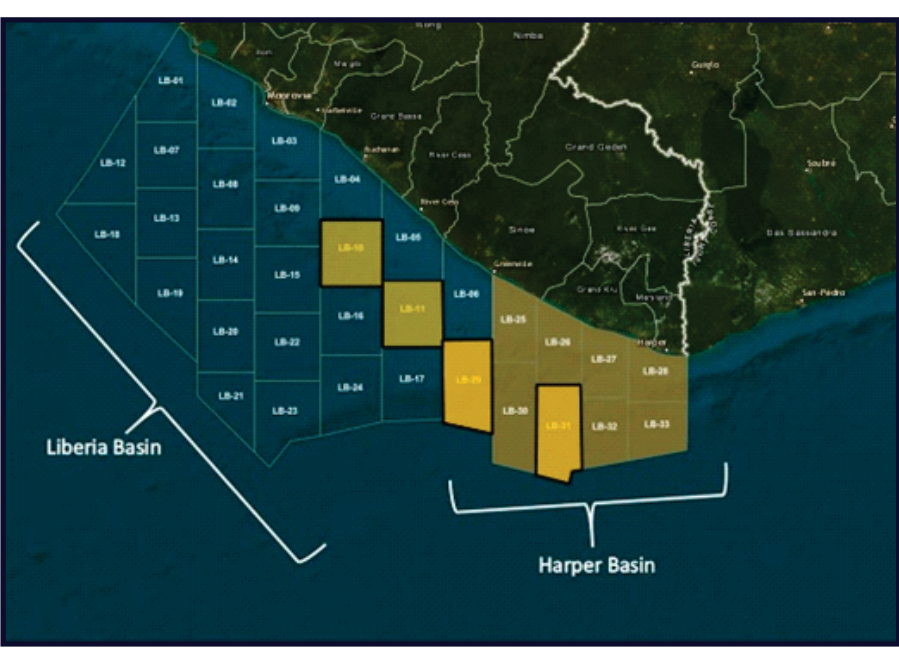 Nimba
Guiglo
LB-01
LB-02
Monrovia
Grand Bassa
LB-03
Buchanan
River Cess
Grand Gedeh
LB-12
LB-07
Soubré
LB-04
LB-08
LB-09
River Cess
LB-18
LB-13
LB-10
LB-05
Sinoe
River Gee
LIBERIA
Bas Sassandra
LB-14
LB-15
Greenville
LB-19
LB-06
Grand Kru
Maryland
San-Pédro
LB-16
LB-11
LB-25
LB-20
LB-22
LB-26
Harper
LB-27
LB-28
LB-21
LB-24
LB-17
LB-29
LB-23
LB-30
LB-31
LB-32
LB-33
Liberia Basin
Harper Basin